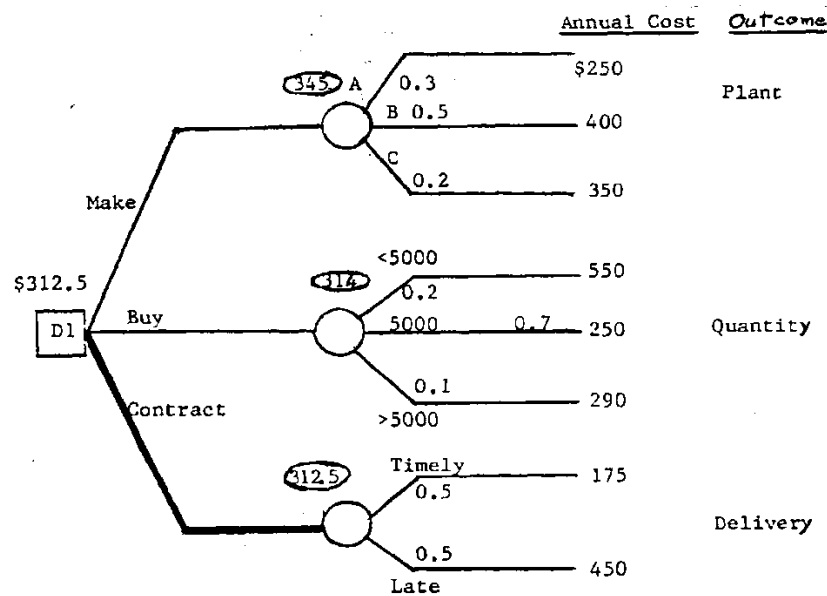 Annual Cost Outcome
345 A 0.3 $250
Plant
B 0.5 400
C
0.2 350
Make
<5000 550
$312.5 314 0.2
D1 Buy 5000 0.7 250 Quantity
0.1 290
Contract >5000
Timely 175
312.5 0.5
Delivery
0.5 450
Late